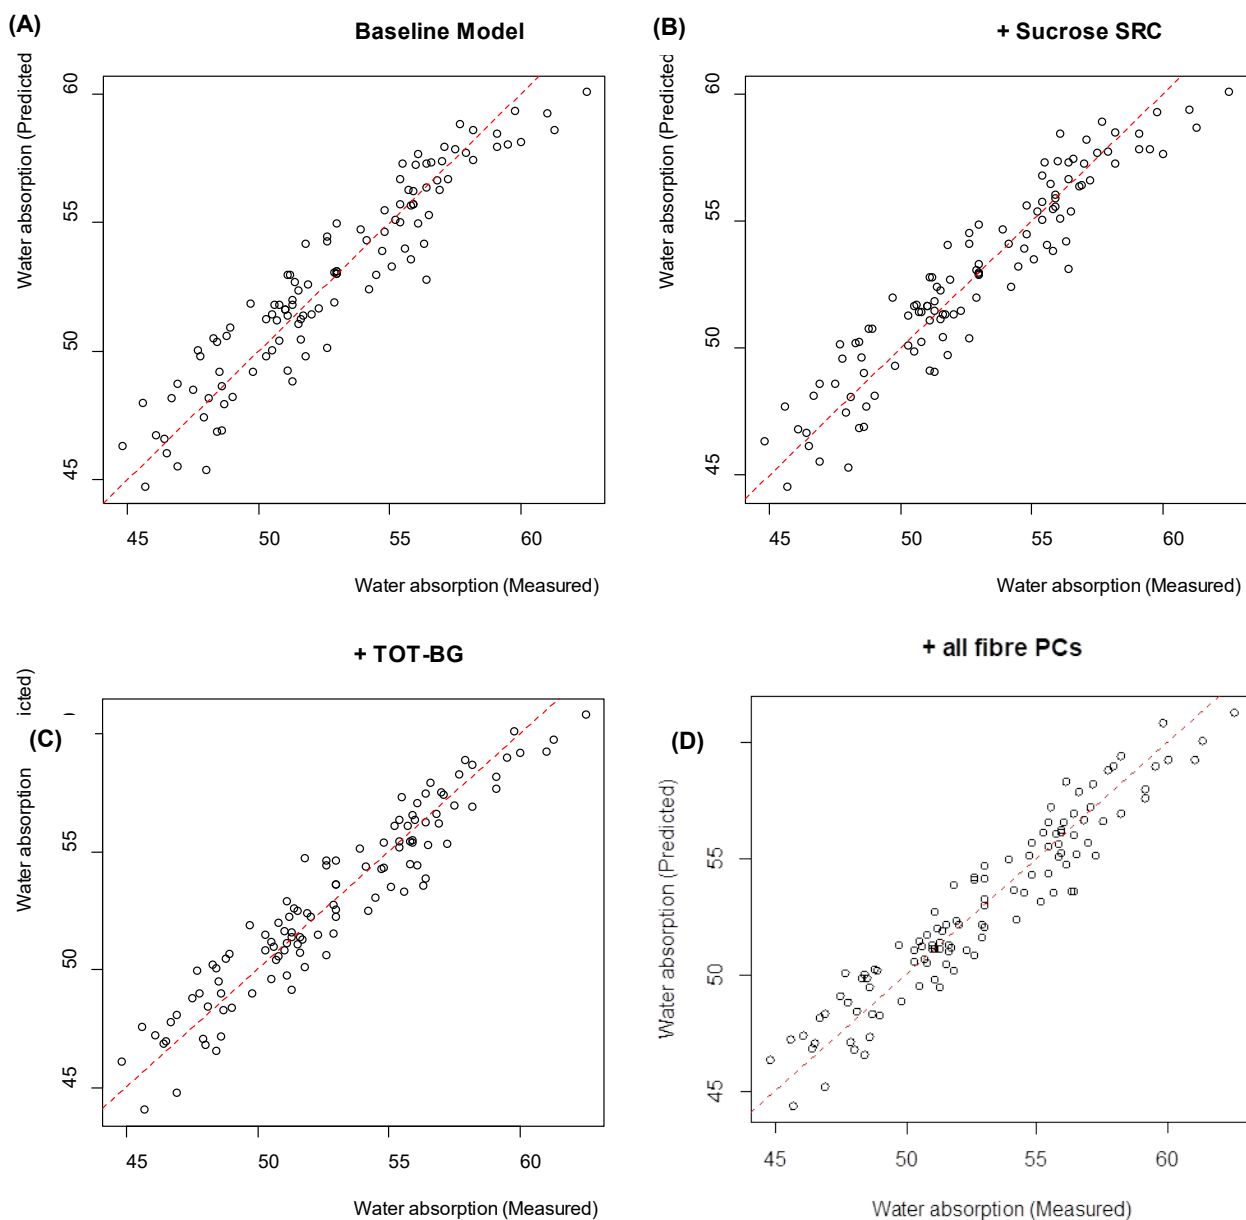 (A)
Baseline Model
Water absorption (Predicted
60
55
50
45
45 50 55 60
Water absorption (Measured)
(B)
+ Sucrose SRC
Water absorption (Predicted
60
55
50
45
45 50 55 60
Water absorption (Measured)
(C)
+ TOT-BG
icted)
Water absorption
55
50
45
45 50 55 60
Water absorption (Measured)
(D)
+ all fibre PCs
Water absorption (Predicted)
55
50
45
45 50 55 60
Water absorption (Measured)